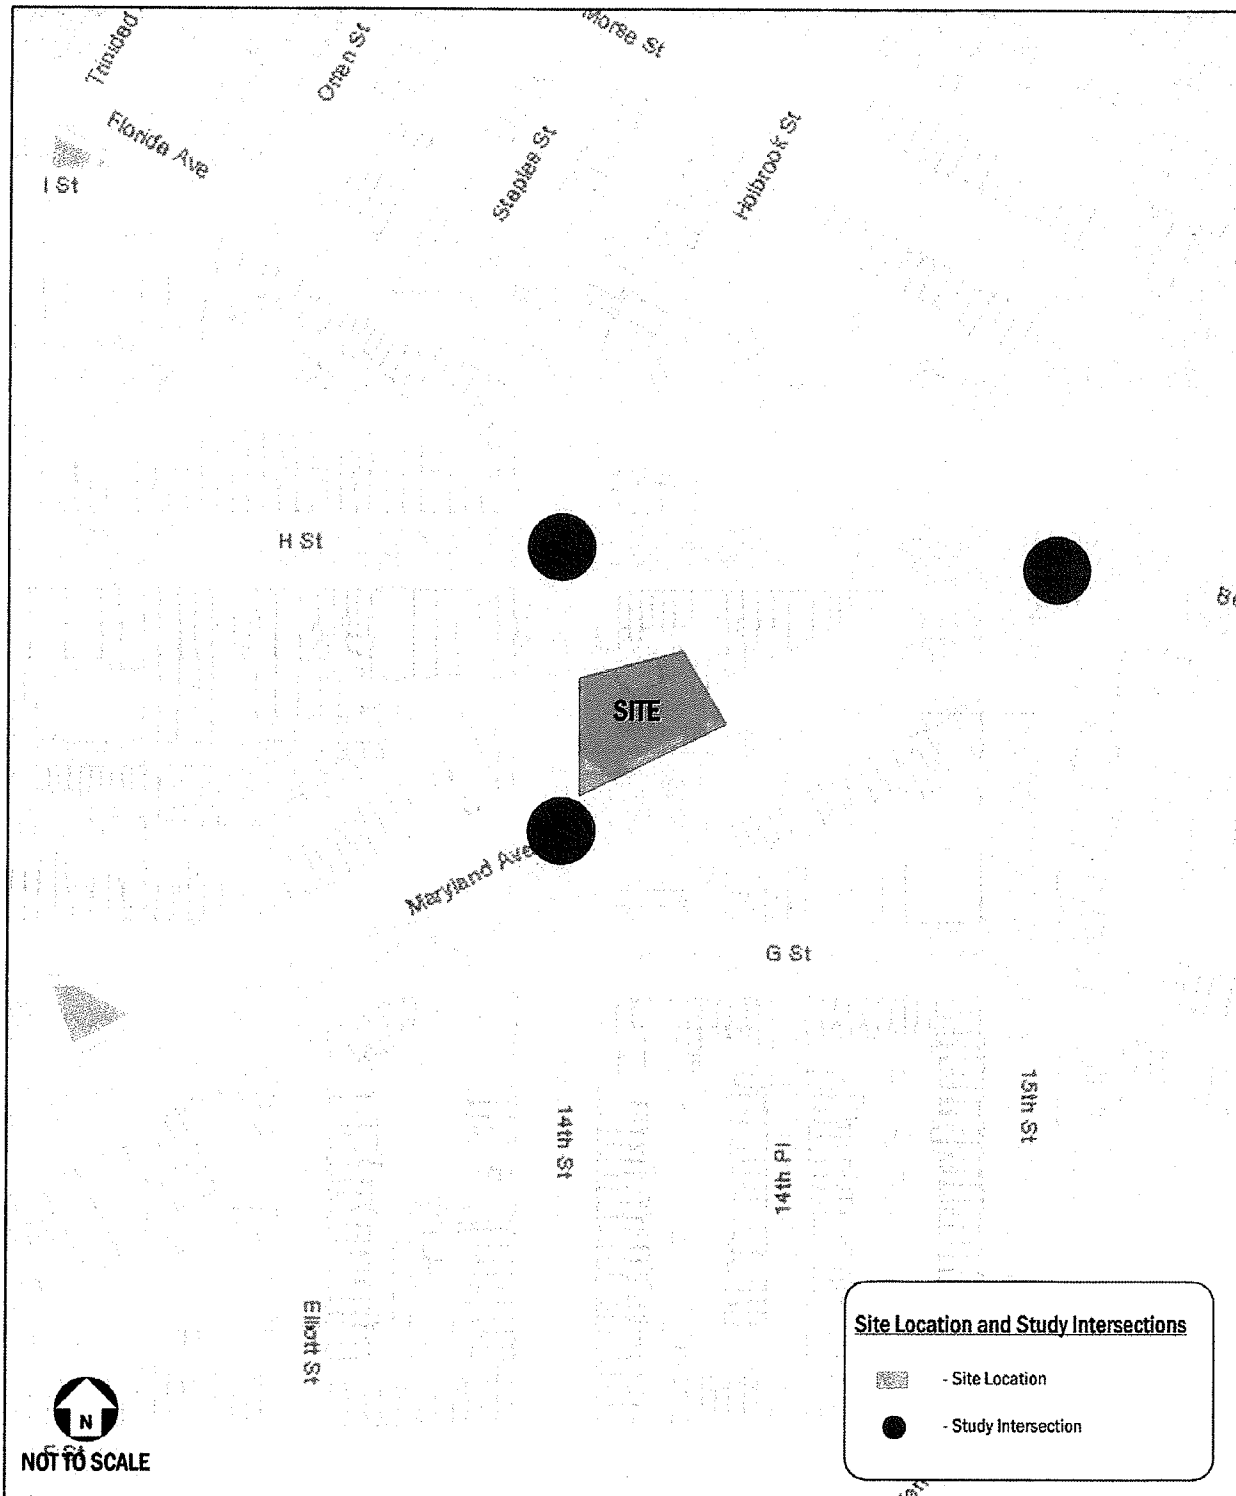 Trinidad
Orren St
Morse St
Florida Ave
I St
Staples St
Holbrook St
H St
SITE
Maryland Ave
G St
14th St
14th Pl
15th St
Elliott St
Site Location and Study Intersections
- Site Location
- Study Intersection
N
NOT TO SCALE